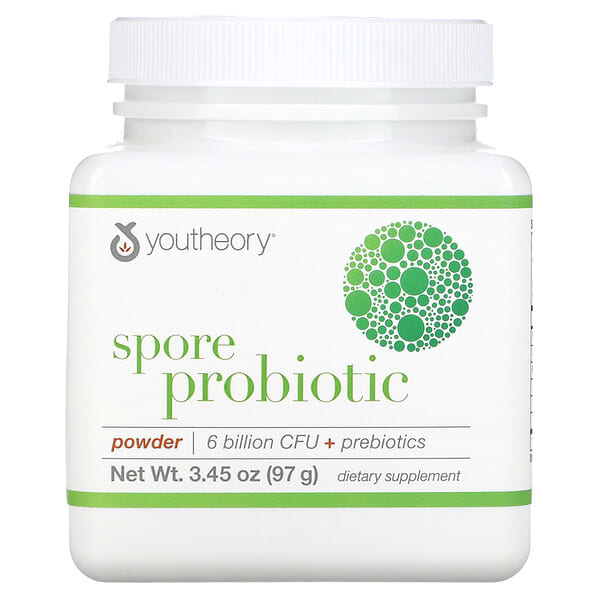 youtheory®
spore
probiotic
powder | 6 billion CFU + prebiotics
Net Wt. 3.45 oz (97 g) dietary supplement